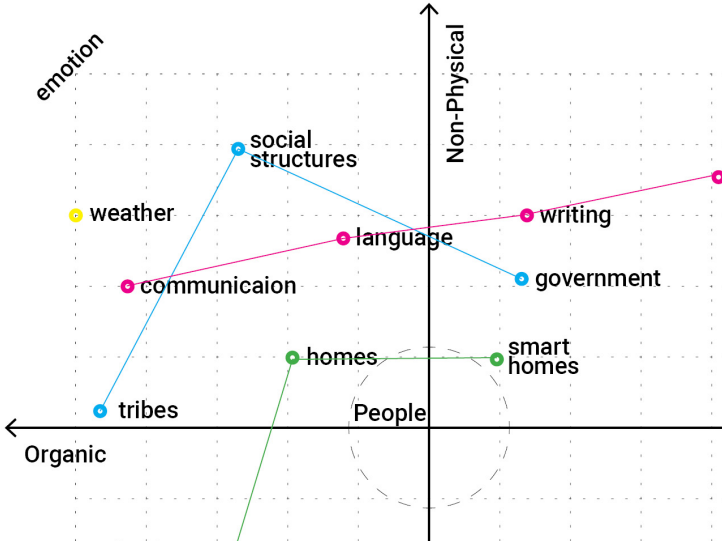 emotion
Non-Physical
social
structures
weather
writing
language
government
communicaion
smart
homes
homes
tribes
People
Organic